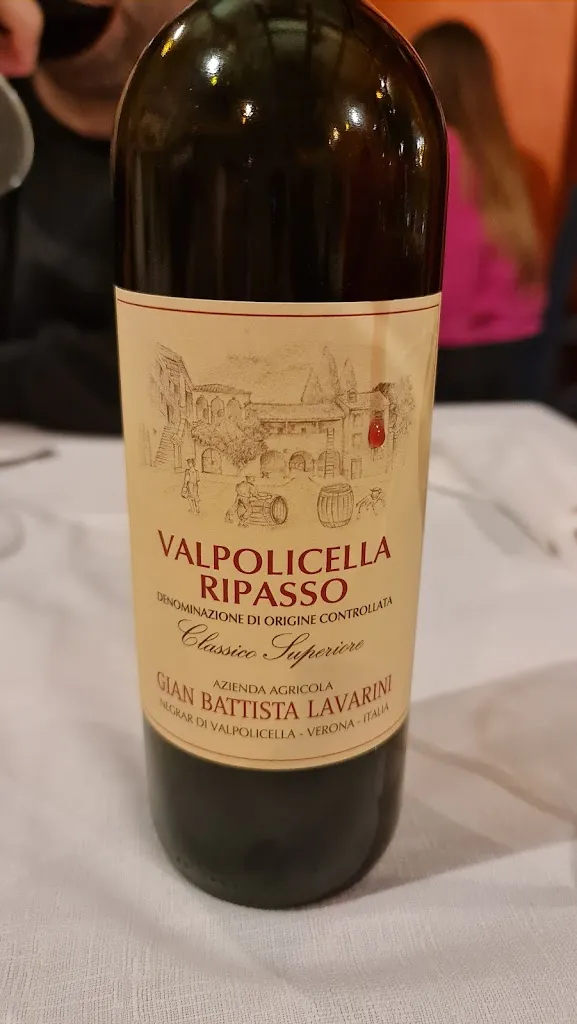 VALPOLICELLA
RIPASSO
DENOMINAZIONE DI ORIGINE CONTROLLATA
Classico Superiore
AZIENDA AGRICOLA
GIAN BATTISTA LAVARINI
NEGRAR DI VALPOLICELLA - VERONA - ITALIA